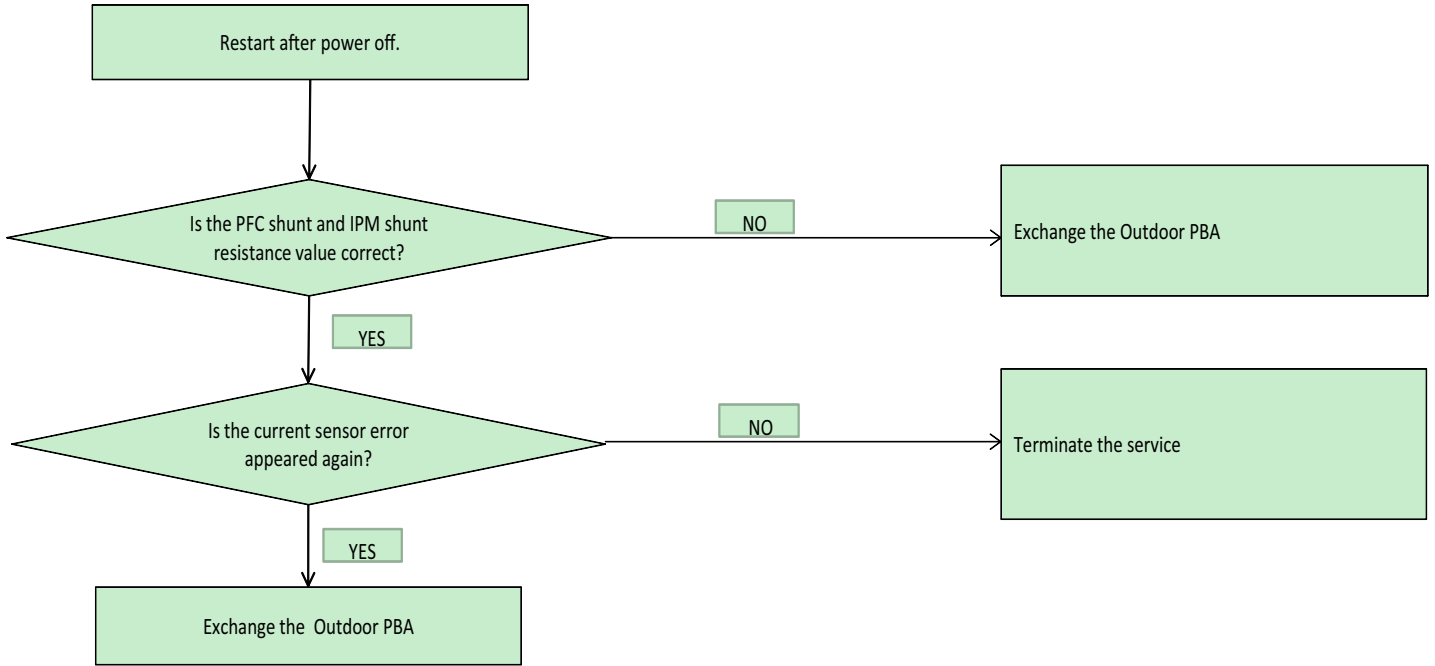 Restart after power off.
Is the PFC shunt and IPM shunt
resistance value correct?
NO
Exchange the Outdoor PBA
YES
Is the current sensor error
appeared again?
NO
Terminate the service
YES
Exchange the  Outdoor PBA